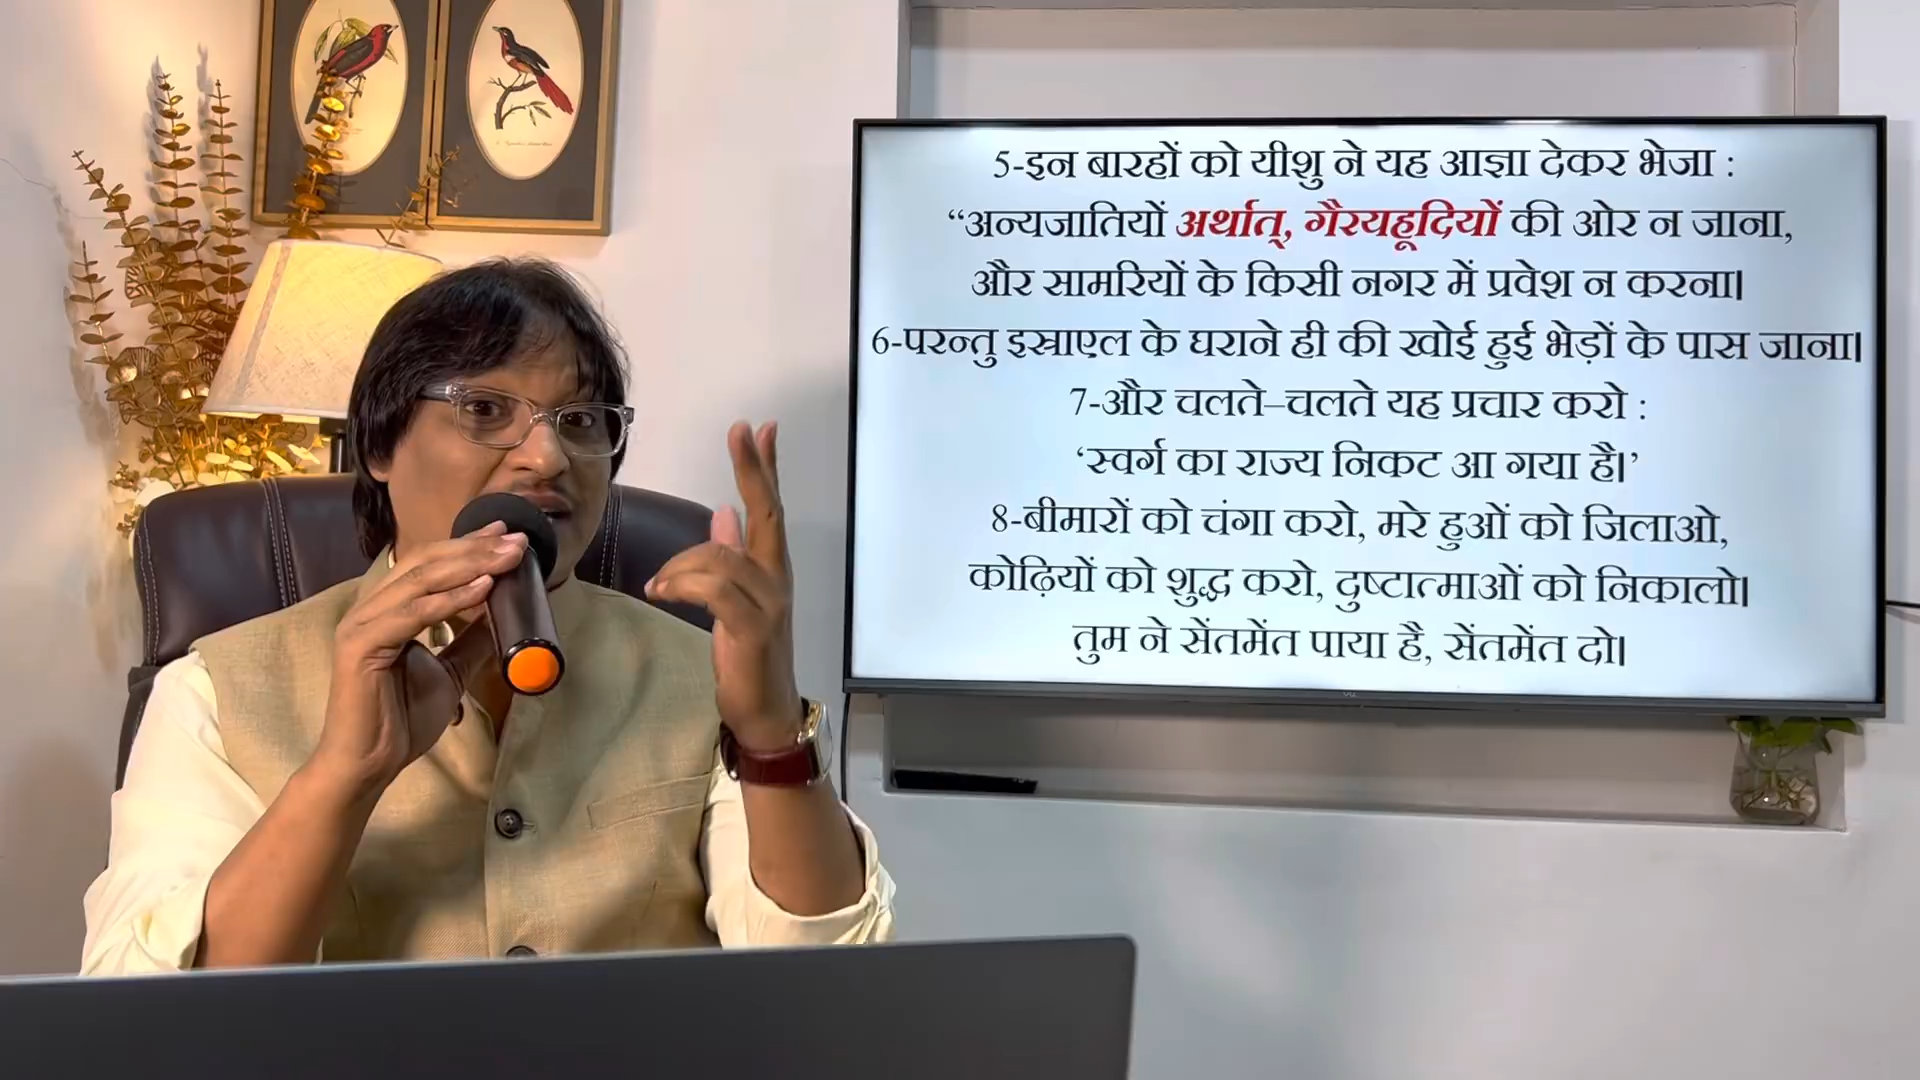 5-इन बारहों को यीशु ने यह आज्ञा देकर भेजा :
“अन्यजातियों अर्थात्, गैरयहूदियों की ओर न जाना,
और सामरियों के किसी नगर में प्रवेश न करना।
6-परन्तु इस्राएल के घराने ही की खोई हुई भेड़ों के पास जाना।
7-और चलते–चलते यह प्रचार करो :
‘स्वर्ग का राज्य निकट आ गया है।’
8-बीमारों को चंगा करो, मरे हुओं को जिलाओ,
कोढ़ियों को शुद्ध करो, दुष्टात्माओं को निकालो।
तुम ने सेंतमेंत पाया है, सेंतमेंत दो।